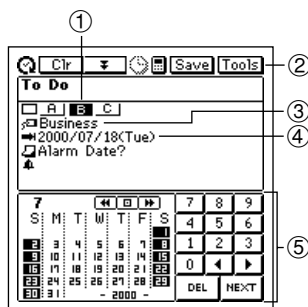 ①
Clr Save Tools ②
To Do
A B C
Business ③
2000/07/18(Tue) ④
Alarm Date?
7 7 8 9
S M T W T F S 4 5 6
1 1 2 3
2 3 4 5 6 7 8
9 10 11 12 13 14 15 0
16 17 18 19 20 21 22 ⑤
23 24 25 26 27 28 29 DEL NEXT
30 31 - 2000 -